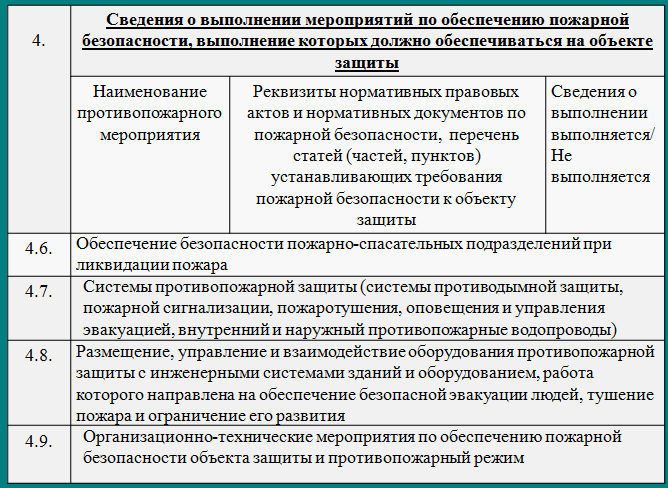 4.
Сведения о выполнении мероприятий по обеспечению пожарной
безопасности, выполнение которых должно обеспечиваться на объекте
защиты
Наименование
противопожарного
мероприятия
Реквизиты нормативных правовых
актов и нормативных документов по
пожарной безопасности, перечень
статей (частей, пунктов)
устанавливающих требования
пожарной безопасности к объекту
защиты
Сведения о
выполнении
выполняется/
Не
выполняется
4.6.
Обеспечение безопасности пожарно-спасательных подразделений при
ликвидации пожара
4.7.
Системы противопожарной защиты (системы противодымной защиты,
пожарной сигнализации, пожаротушения, оповещения и управления
эвакуацией, внутренний и наружный противопожарные водопроводы)
4.8.
Размещение, управление и взаимодействие оборудования противопожарной
защиты с инженерными системами зданий и оборудованием, работа
которого направлена на обеспечение безопасной эвакуации людей, тушение
пожара и ограничение его развития
4.9.
Организационно-технические мероприятия по обеспечению пожарной
безопасности объекта защиты и противопожарный режим